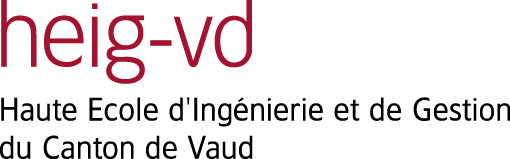 heig-vd
Haute Ecole d'Ingénierie et de Gestion
du Canton de Vaud